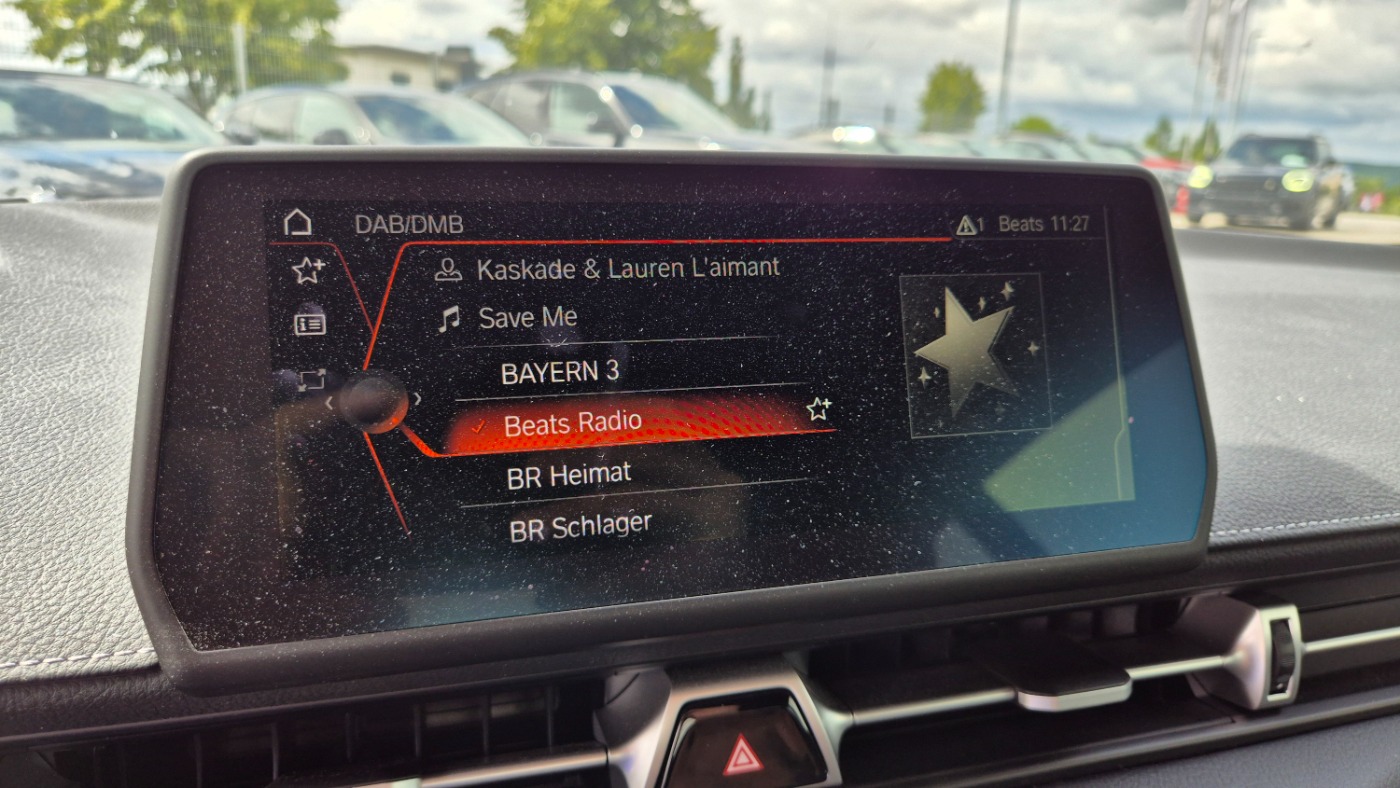 DAB/DMB
1 Beats 11:27
Kaskade & Lauren L'aimant
Save Me
BAYERN 3
Beats Radio
BR Heimat
BR Schlager